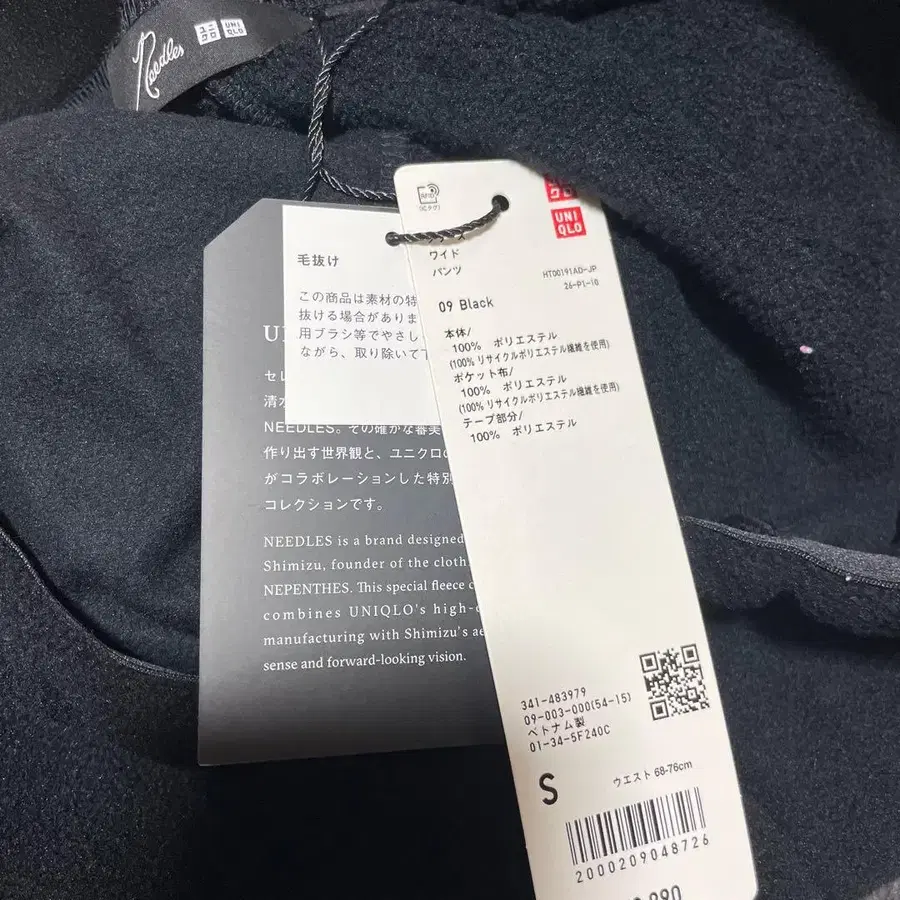 Needles
ユニ
クロ
UNI
QLO
毛抜け
この商品は素材の特
抜ける場合がありま
用ブラシ等でやさし
ながら、取り除いて
セレ
清水
NEEDLES。その確かな審美
作り出す世界観と、ユニクロの
がコラボレーションした特別
コレクションです。
NEEDLES is a brand designed
Shimizu, founder of the cloth
NEPENTHES. This special fleece c
combines UNIQLO's high-
manufacturing with Shimizu's ae
sense and forward-looking vision.
RFID
UNI
QLO
ワイド
パンツ
HT00191AD-JP
26-P1-10
09 Black
本体/
100% ポリエステル
(100% リサイクルポリエステル繊維を使用)
ポケット布/
100% ポリエステル
(100% リサイクルポリエステル繊維を使用)
テープ部分/
100% ポリエステル
341-483979
09-003-000(54-15)
ベトナム製
01-34-5F240C
S
ウエスト 68-76cm
2000209048726
990